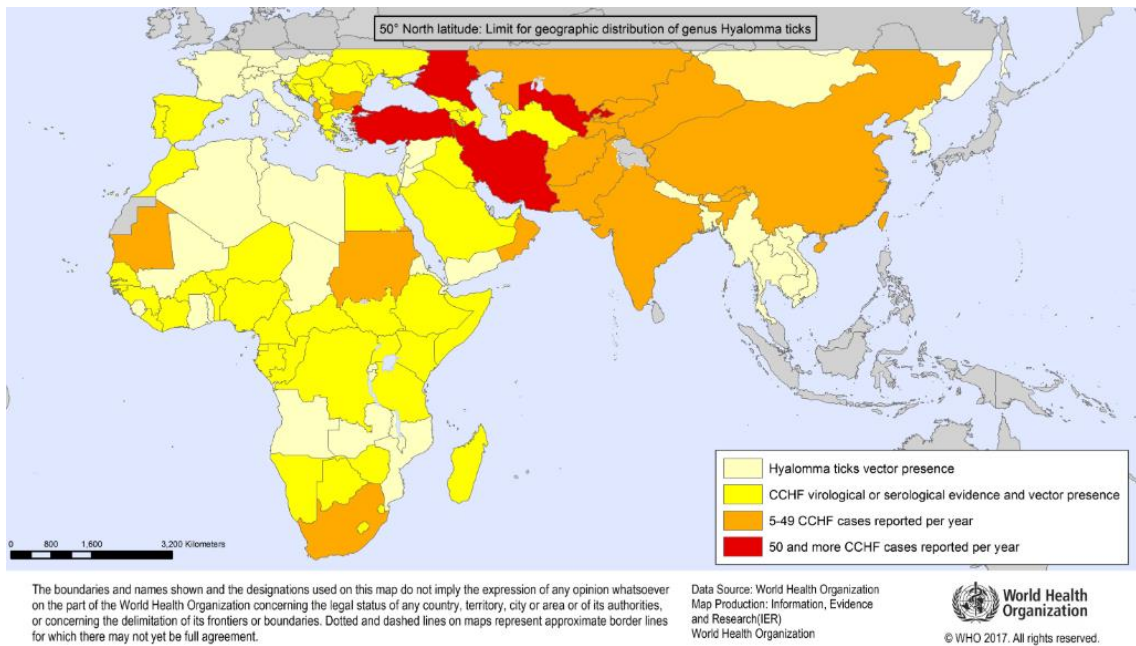 50° North latitude: Limit for geographic distribution of genus Hyalomma ticks
Hyalomma ticks vector presence
CCHF virological or serological evidence and vector presence
5-49 CCHF cases reported per year
50 and more CCHF cases reported per year
0 800 1,600 3,200 Kilometers
The boundaries and names shown and the designations used on this map do not imply the expression of any opinion whatsoever
on the part of the World Health Organization concerning the legal status of any country, territory, city or area or of its authorities,
or concerning the delimitation of its frontiers or boundaries. Dotted and dashed lines on maps represent approximate border lines
for which there may not yet be full agreement.
Data Source: World Health Organization
Map Production: Information, Evidence
and Research(IER)
World Health Organization
World Health
Organization
© WHO 2017. All rights reserved.